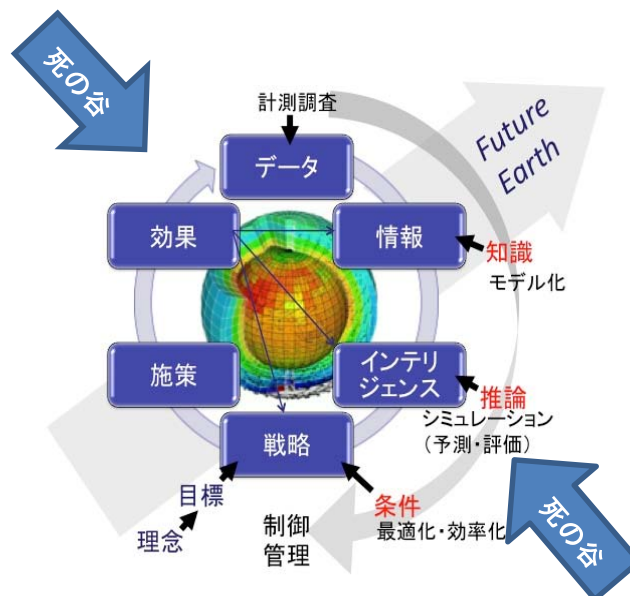 死の谷
計測調査
Future
Earth
データ
効果
情報
知識
モデル化
施策
インテリ
ジェンス
推論
シミュレーション
(予測・評価)
戦略
目標
理念
条件
最適化・効率化
制御
管理
死の谷